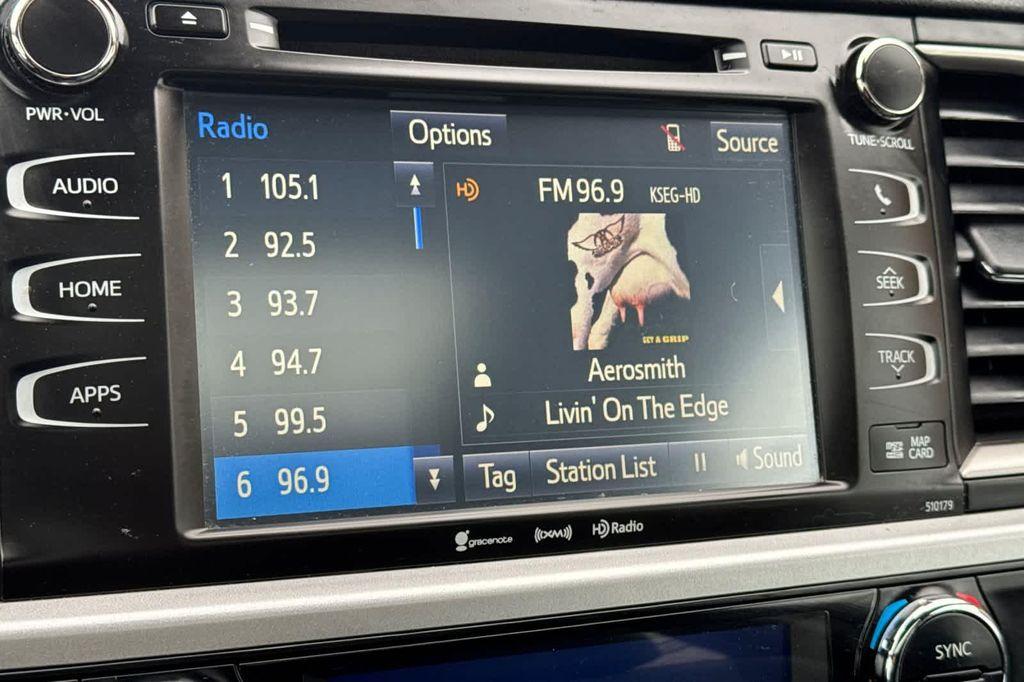 PWR·VOL
AUDIO
HOME
APPS
Radio
Options
Source
1 105.1
2 92.5
3 93.7
4 94.7
5 99.5
6 96.9
HD
FM 96.9 KSEG-HD
GET A GRIP
Aerosmith
Livin' On The Edge
Tag
Station List
Sound
TUNE·SCROLL
SEEK
TRACK
MAP
CARD
510179
gracenote
((XM))
HD Radio
SYNC